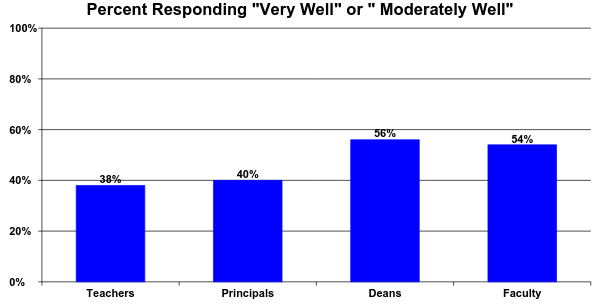 Percent Responding "Very Well" or " Moderately Well"
100%
80%
60%
40%
20%
0%
38%
40%
56%
54%
Teachers
Principals
Deans
Faculty